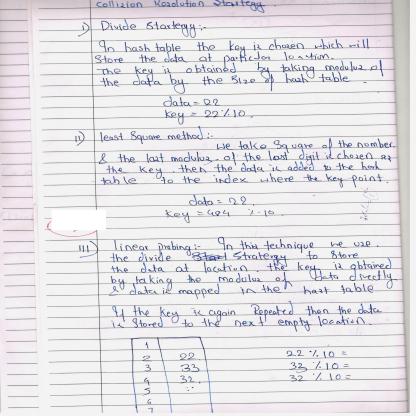 Collision Resolution Startegy
i) Divide Startegy:-
In hash table the key is chosen which will
store the data at particular location.
The key is obtained by taking modulus of
the data by the size of hash table.
data = 22
key = 22 % 10.
ii) least Square method:-
we take square of the number
& the last modulus of the last digit is chosen as
the key, then the data is added to the hash
table to the index where the key point.
data = 22.
key = 484 % 10
iii) linear probing:- In this technique we use.
the divide Strategy to store
the data at location the key is obtained
by taking the modulus of data directly
& data is mapped in the hash table
If the key is again Repeated then the data
is stored to the next empty location.
1
2 22 22 % 10 =
3 33 33 % 10 =
4 32. 32 % 10 =
5
6
7